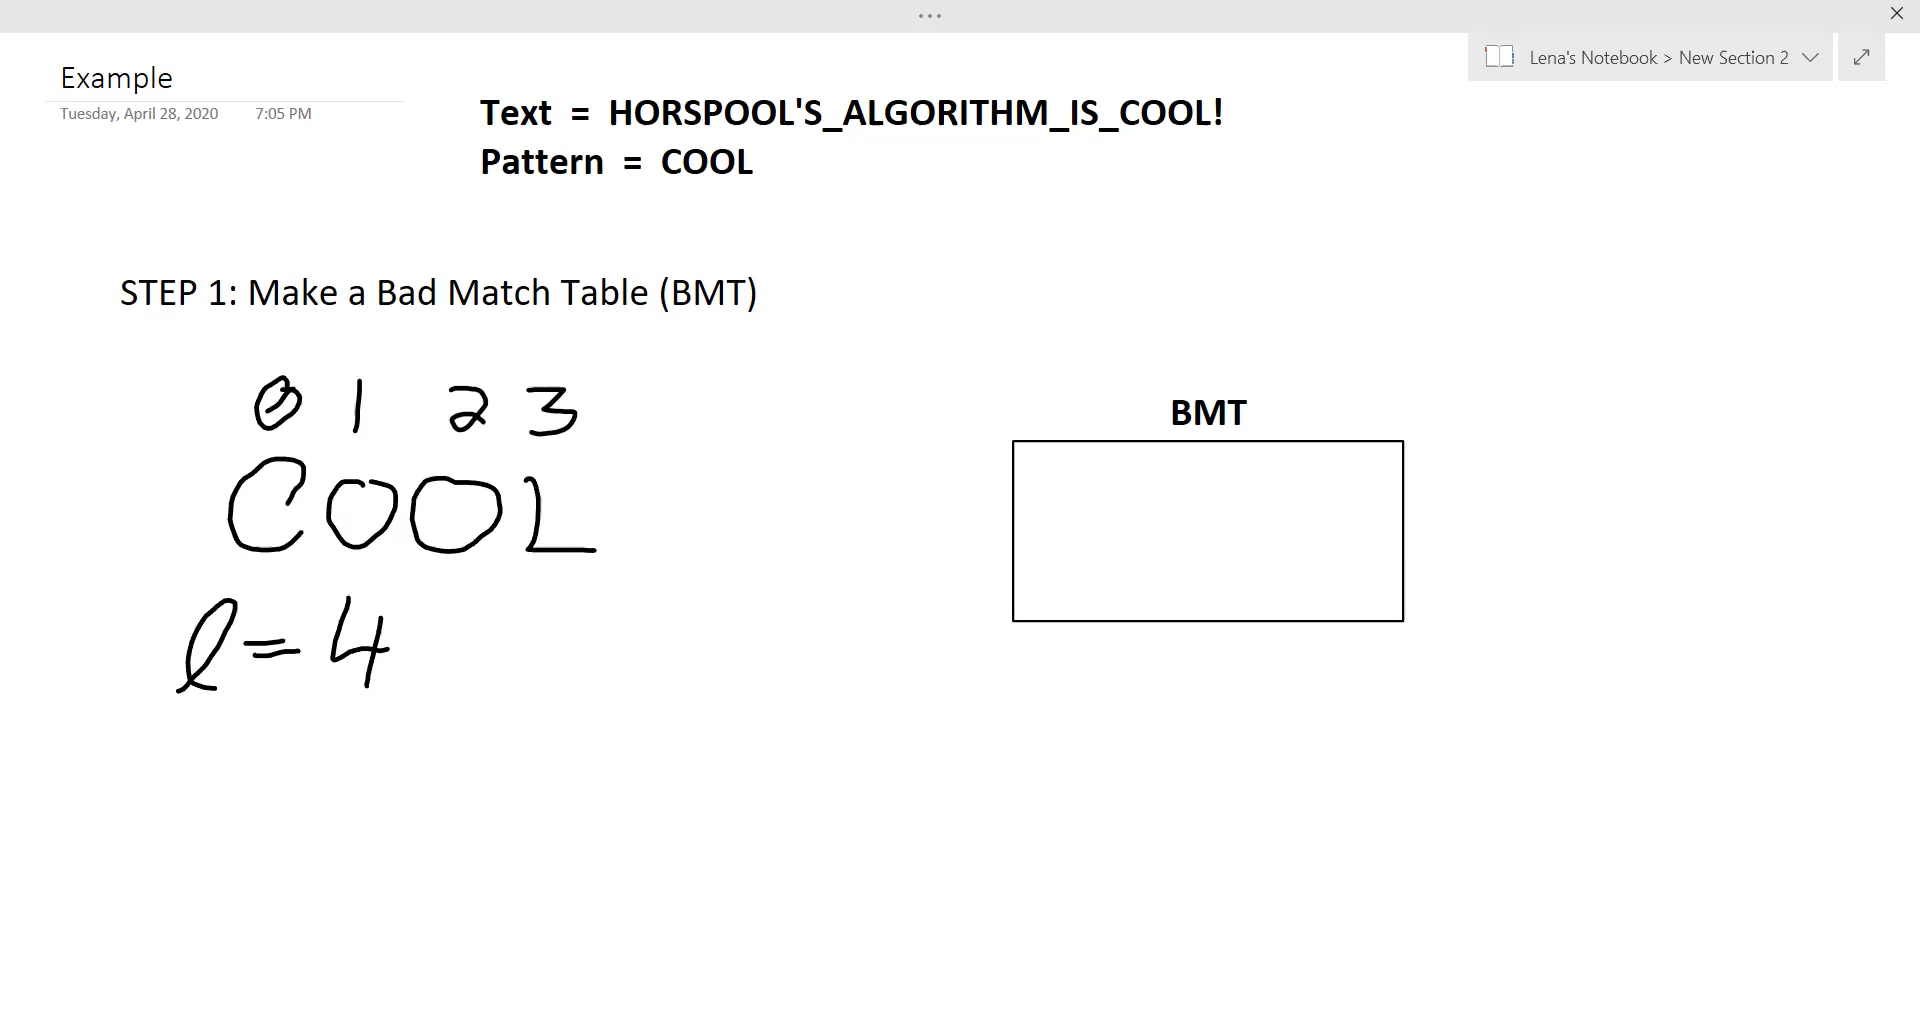 Example
Tuesday, April 28, 2020 7:05 PM
Lena's Notebook > New Section 2
Text = HORSPOOL'S_ALGORITHM_IS_COOL!
Pattern = COOL
STEP 1: Make a Bad Match Table (BMT)
0 1 2 3
COOL
l = 4
BMT